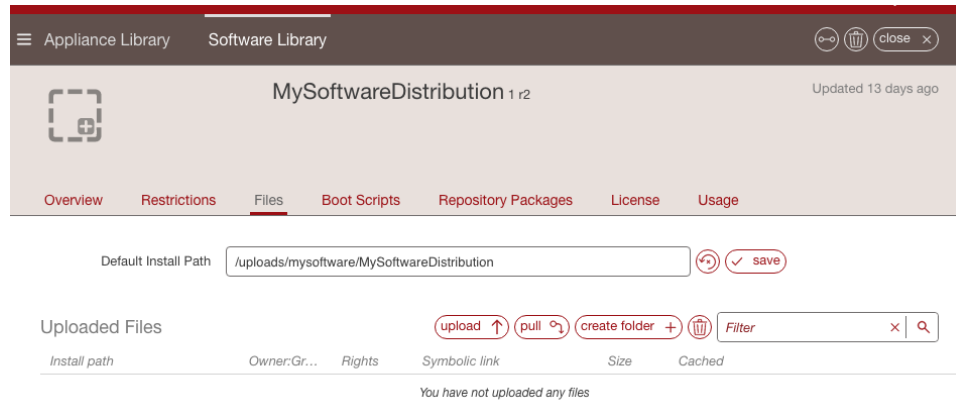 Appliance Library Software Library close ×
MySoftwareDistribution 1 r2 Updated 13 days ago
Overview Restrictions Files Boot Scripts Repository Packages License Usage
Default Install Path /uploads/mysoftware/MySoftwareDistribution save
Uploaded Files upload ↑ pull create folder + Filter ×
Install path Owner:Gr... Rights Symbolic link Size Cached
You have not uploaded any files